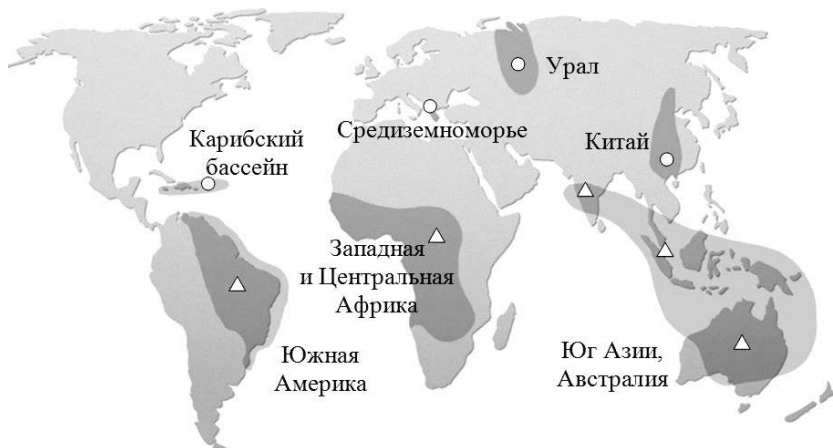 Урал
Средиземноморье
Карибский
бассейн
Китай
Западная
и Центральная
Африка
Южная
Америка
Юг Азии,
Австралия